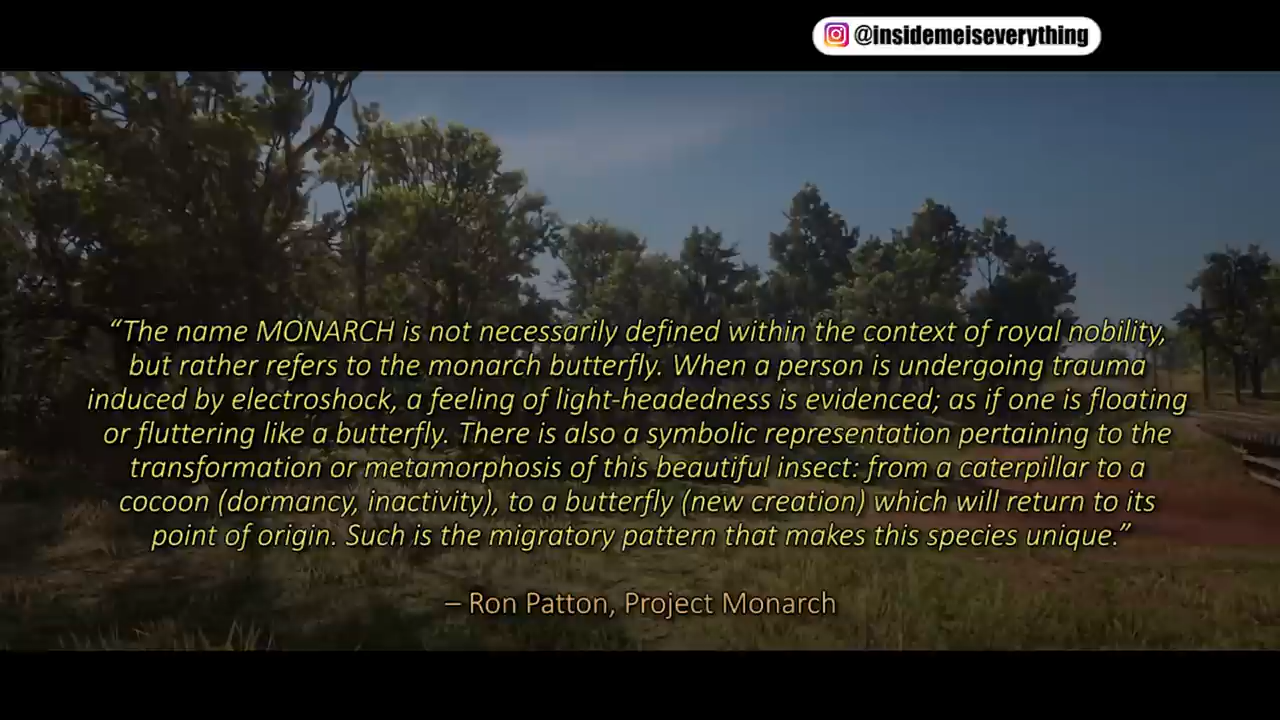 @insidemeiseverything
“The name MONARCH is not necessarily defined within the context of royal nobility,
but rather refers to the monarch butterfly. When a person is undergoing trauma
induced by electroshock, a feeling of light-headedness is evidenced; as if one is floating
or fluttering like a butterfly. There is also a symbolic representation pertaining to the
transformation or metamorphosis of this beautiful insect: from a caterpillar to a
cocoon (dormancy, inactivity), to a butterfly (new creation) which will return to its
point of origin. Such is the migratory pattern that makes this species unique.”
– Ron Patton, Project Monarch